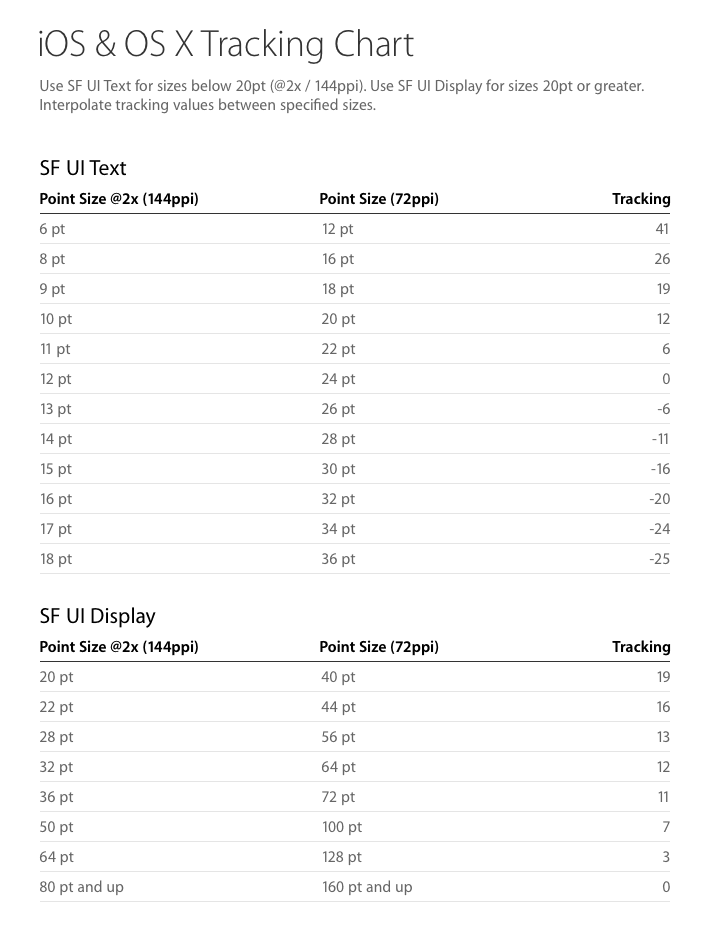 iOS & OS X Tracking Chart
Use SF UI Text for sizes below 20pt (@2x / 144ppi). Use SF UI Display for sizes 20pt or greater.
Interpolate tracking values between specified sizes.
SF UI Text
Point Size @2x (144ppi) Point Size (72ppi) Tracking
6 pt 12 pt 41
8 pt 16 pt 26
9 pt 18 pt 19
10 pt 20 pt 12
11 pt 22 pt 6
12 pt 24 pt 0
13 pt 26 pt -6
14 pt 28 pt -11
15 pt 30 pt -16
16 pt 32 pt -20
17 pt 34 pt -24
18 pt 36 pt -25
SF UI Display
Point Size @2x (144ppi) Point Size (72ppi) Tracking
20 pt 40 pt 19
22 pt 44 pt 16
28 pt 56 pt 13
32 pt 64 pt 12
36 pt 72 pt 11
50 pt 100 pt 7
64 pt 128 pt 3
80 pt and up 160 pt and up 0